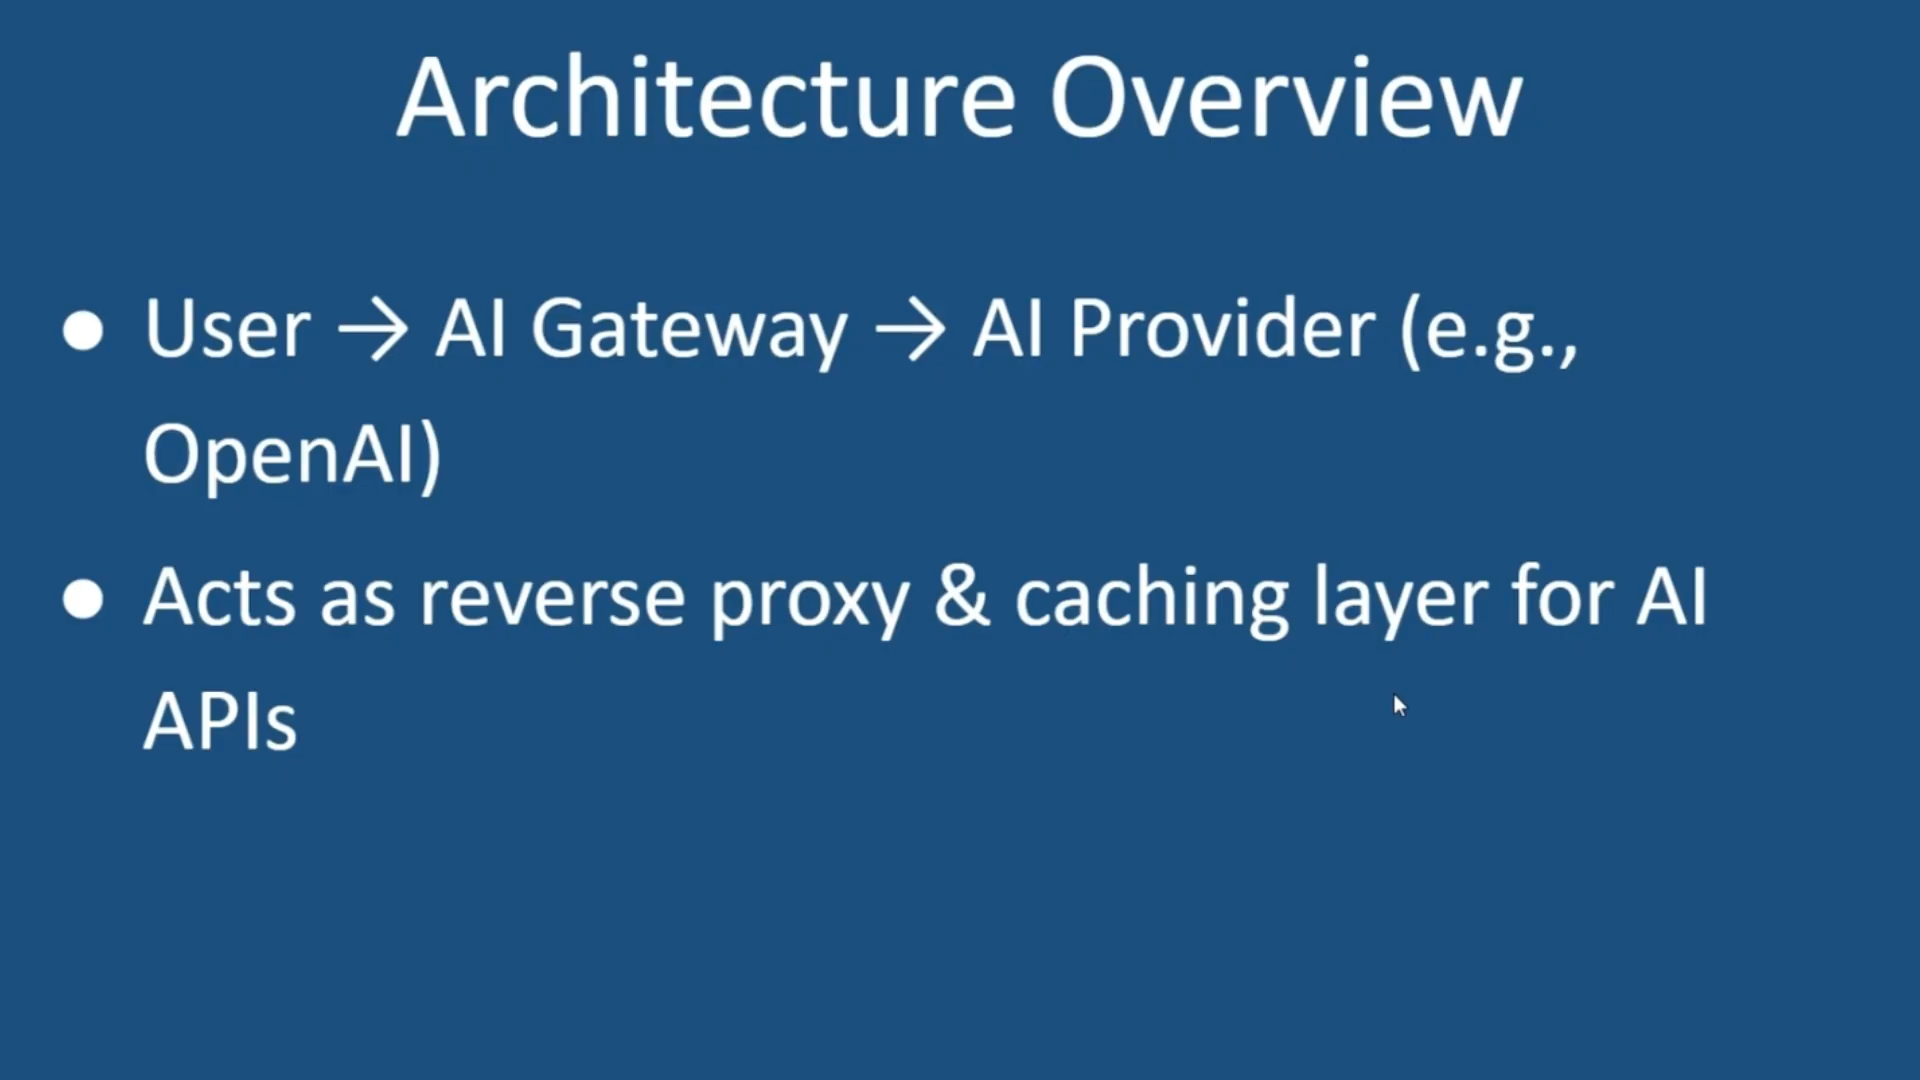 Architecture Overview
● User → AI Gateway → AI Provider (e.g.,
OpenAI)
● Acts as reverse proxy & caching layer for AI
APIs